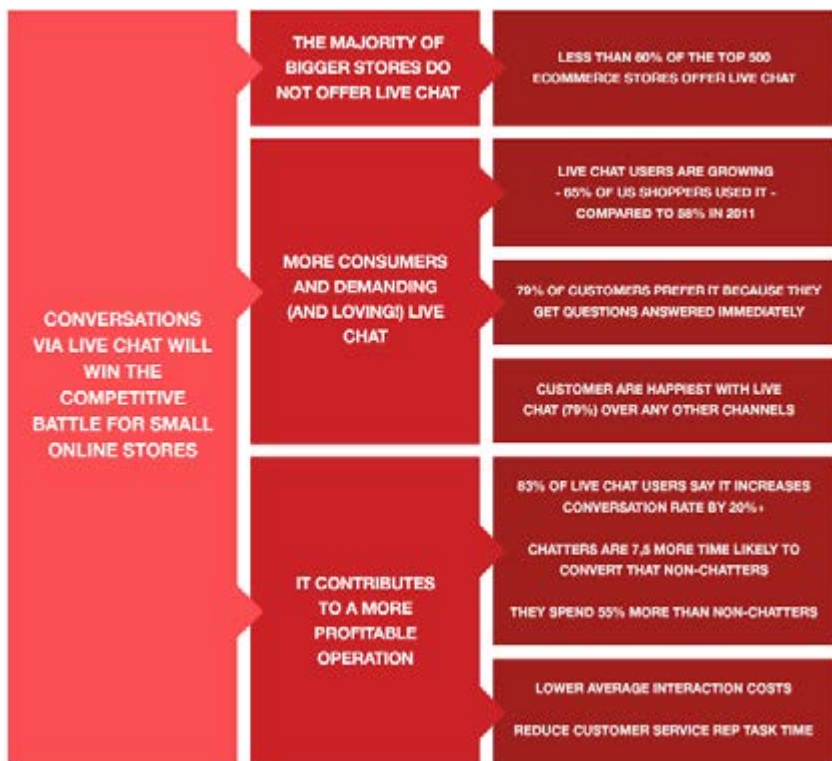 CONVERSATIONS
VIA LIVE CHAT WILL
WIN THE
COMPETITIVE
BATTLE FOR SMALL
ONLINE STORES
THE MAJORITY OF
BIGGER STORES DO
NOT OFFER LIVE CHAT
LESS THAN 60% OF THE TOP 500
ECOMMERCE STORES OFFER LIVE CHAT
MORE CONSUMERS
AND DEMANDING
(AND LOVING!) LIVE
CHAT
LIVE CHAT USERS ARE GROWING
- 65% OF US SHOPPERS USED IT -
COMPARED TO 58% IN 2011
79% OF CUSTOMERS PREFER IT BECAUSE THEY
GET QUESTIONS ANSWERED IMMEDIATELY
CUSTOMER ARE HAPPIEST WITH LIVE
CHAT (79%) OVER ANY OTHER CHANNELS
IT CONTRIBUTES
TO A MORE
PROFITABLE
OPERATION
83% OF LIVE CHAT USERS SAY IT INCREASES
CONVERSATION RATE BY 20%+
CHATTERS ARE 7,5 MORE TIME LIKELY TO
CONVERT THAT NON-CHATTERS
THEY SPEND 55% MORE THAN NON-CHATTERS
LOWER AVERAGE INTERACTION COSTS
REDUCE CUSTOMER SERVICE REP TASK TIME